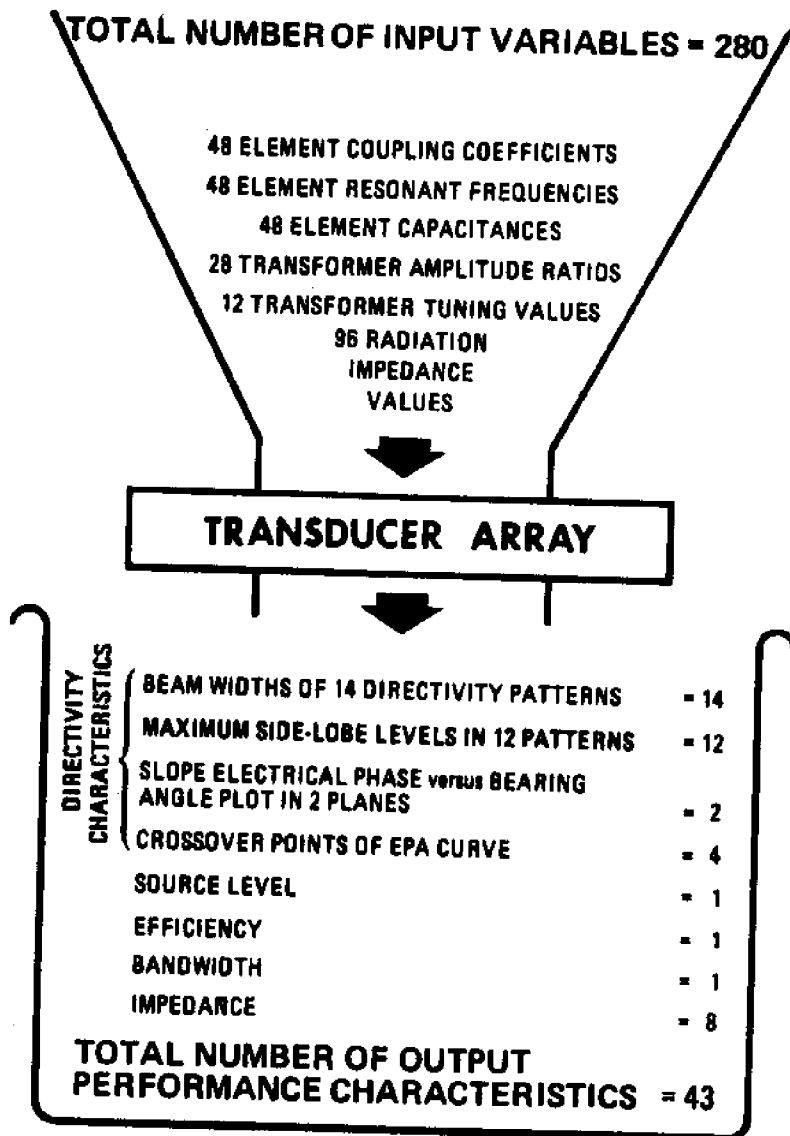 TOTAL NUMBER OF INPUT VARIABLES = 280
48 ELEMENT COUPLING COEFFICIENTS
48 ELEMENT RESONANT FREQUENCIES
48 ELEMENT CAPACITANCES
28 TRANSFORMER AMPLITUDE RATIOS
12 TRANSFORMER TUNING VALUES
96 RADIATION
IMPEDANCE
VALUES
TRANSDUCER ARRAY
DIRECTIVITY
CHARACTERISTICS
BEAM WIDTHS OF 14 DIRECTIVITY PATTERNS = 14
MAXIMUM SIDE-LOBE LEVELS IN 12 PATTERNS = 12
SLOPE ELECTRICAL PHASE versus BEARING
ANGLE PLOT IN 2 PLANES = 2
CROSSOVER POINTS OF EPA CURVE = 4
SOURCE LEVEL = 1
EFFICIENCY = 1
BANDWIDTH = 1
IMPEDANCE = 8
TOTAL NUMBER OF OUTPUT
PERFORMANCE CHARACTERISTICS = 43